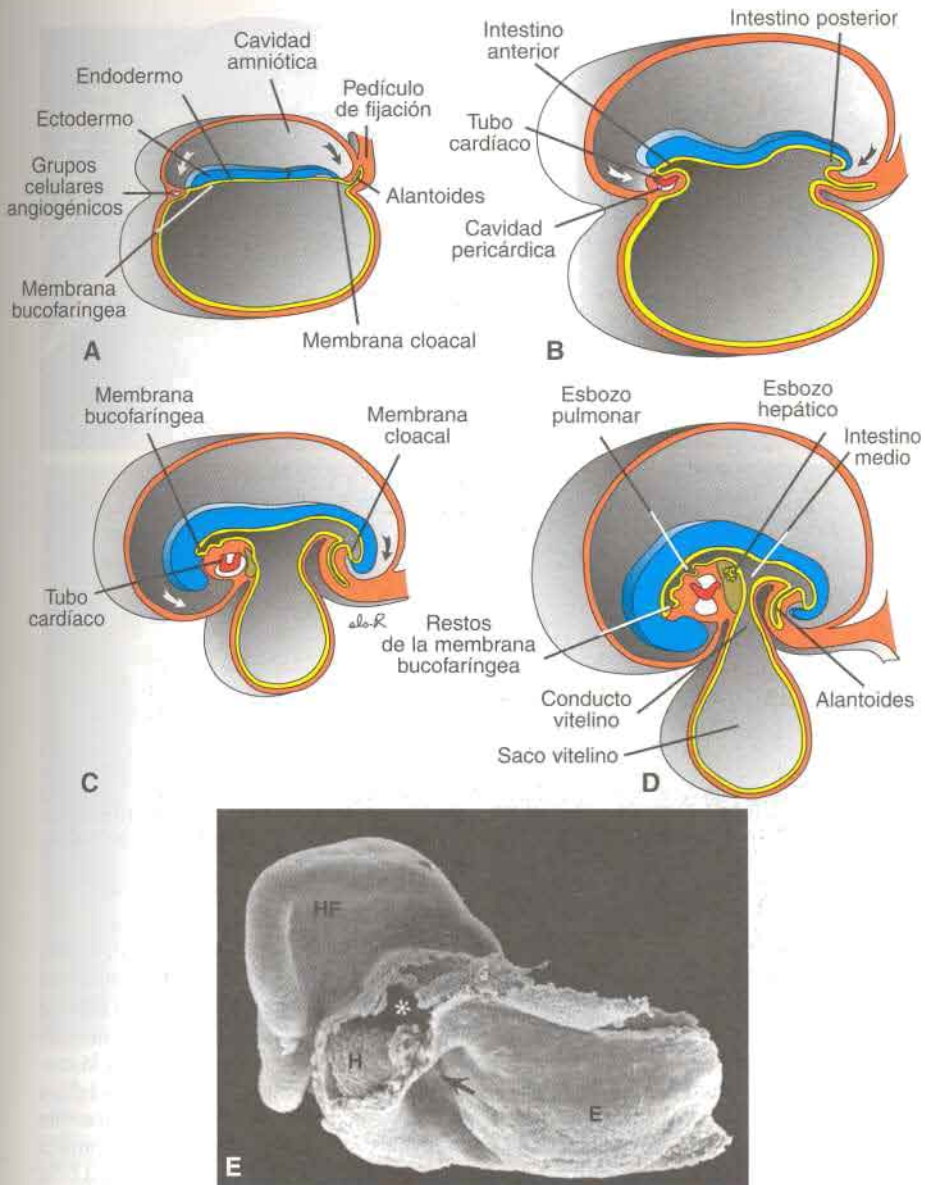 Cavidad
amniótica
Endodermo
Ectodermo
Pedículo
de fijación
Grupos
celulares
angiogénicos
Alantoides
Membrana
bucofaríngea
Membrana cloacal
A
Intestino posterior
Intestino
anterior
Tubo
cardíaco
Cavidad
pericárdica
B
Membrana
bucofaríngea
Membrana
cloacal
Tubo
cardíaco
als-R
C
Esbozo
pulmonar
Esbozo
hepático
Intestino
medio
Restos
de la membrana
bucofaríngea
Conducto
vitelino
Alantoides
Saco vitelino
D
HF
a
*
H
E
E